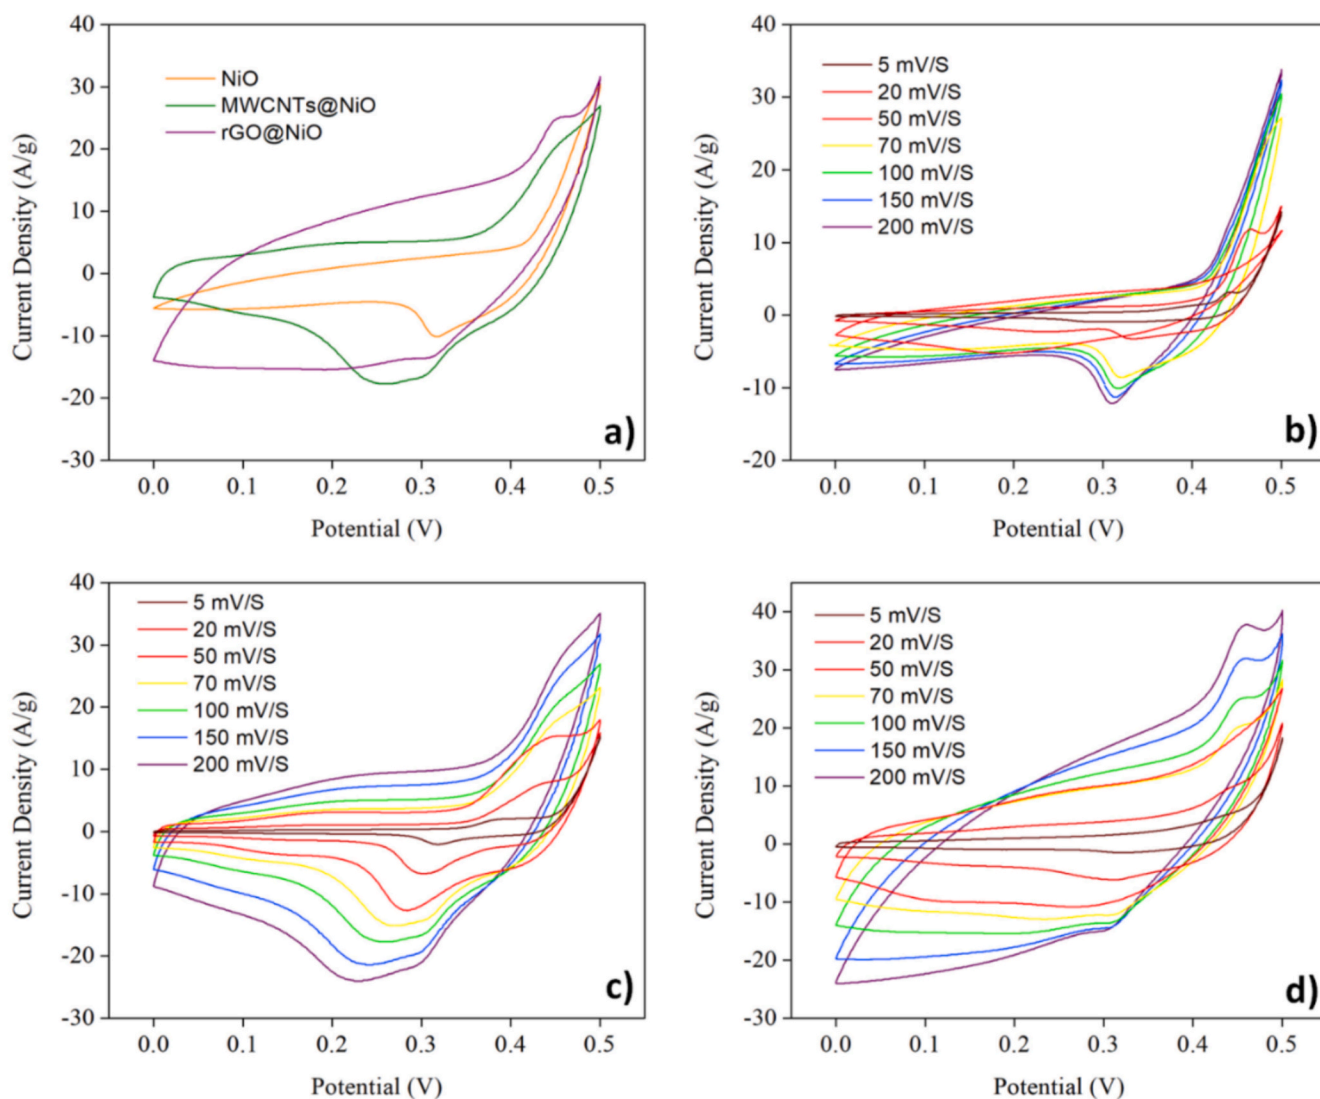 40
30
20
10
0
-10
-20
-30
Current Density (A/g)
NiO
MWCNTs@NiO
rGO@NiO
a)
0.0 0.1 0.2 0.3 0.4 0.5
Potential (V)
40
30
20
10
0
-10
-20
Current Density (A/g)
5 mV/S
20 mV/S
50 mV/S
70 mV/S
100 mV/S
150 mV/S
200 mV/S
b)
0.0 0.1 0.2 0.3 0.4 0.5
Potential (V)
40
30
20
10
0
-10
-20
-30
Current Density (A/g)
5 mV/S
20 mV/S
50 mV/S
70 mV/S
100 mV/S
150 mV/S
200 mV/S
c)
0.0 0.1 0.2 0.3 0.4 0.5
Potential (V)
40
30
20
10
0
-10
-20
-30
Current Density (A/g)
5 mV/S
20 mV/S
50 mV/S
70 mV/S
100 mV/S
150 mV/S
200 mV/S
d)
0.0 0.1 0.2 0.3 0.4 0.5
Potential (V)